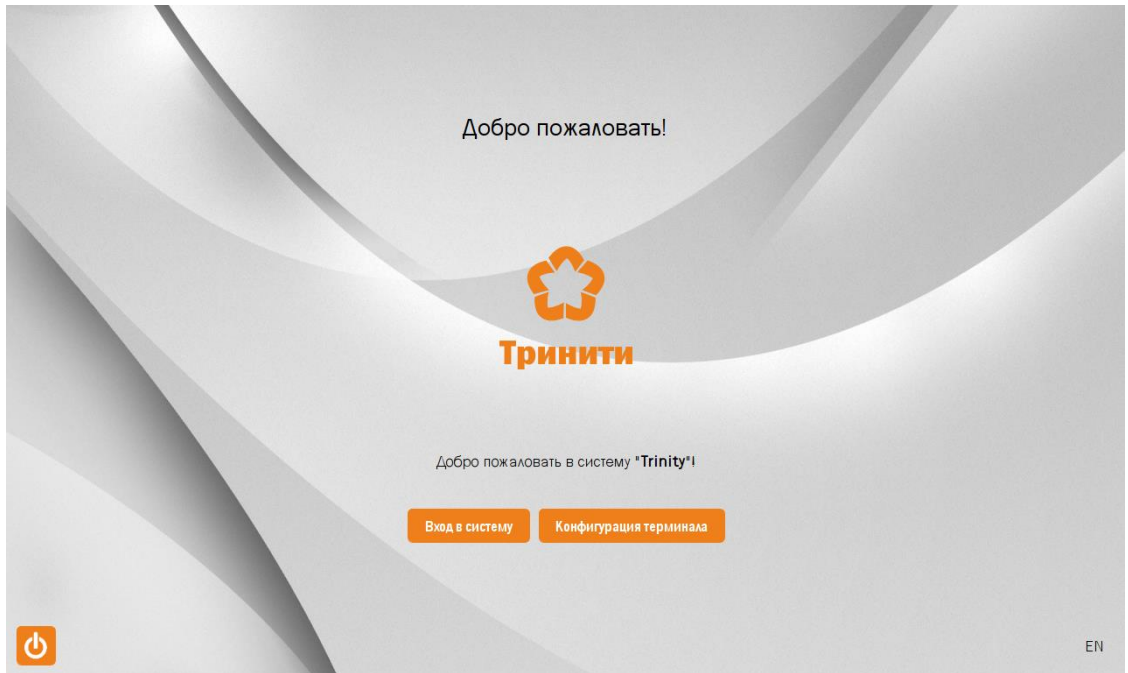 Добро пожаловать!
Тринити
Добро пожаловать в систему "Trinity"!
Вход в систему
Конфигурация терминала
EN